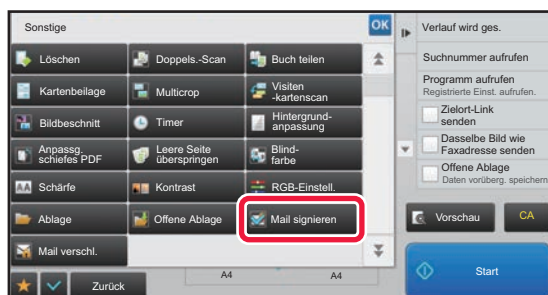 Sonstige
OK
Löschen
Doppels.-Scan
Buch teilen
Kartenbeilage
Multicrop
Visiten
-kartenscan
Bildbeschnitt
Timer
Hintergrund-
anpassung
Anpassg.
schiefes PDF
Leere Seite
überspringen
Blind-
farbe
AA Schärfe
Kontrast
RGB-Einstell.
Ablage
Offene Ablage
Mail signieren
Mail verschl.
A4
A4
Zurück
Verlauf wird ges.
Suchnummer aufrufen
Programm aufrufen
Registrierte Einst. aufrufen.
Zielort-Link
senden
Dasselbe Bild wie
Faxadresse senden
Offene Ablage
Daten vorüberg. speichern
Vorschau
CA
Start